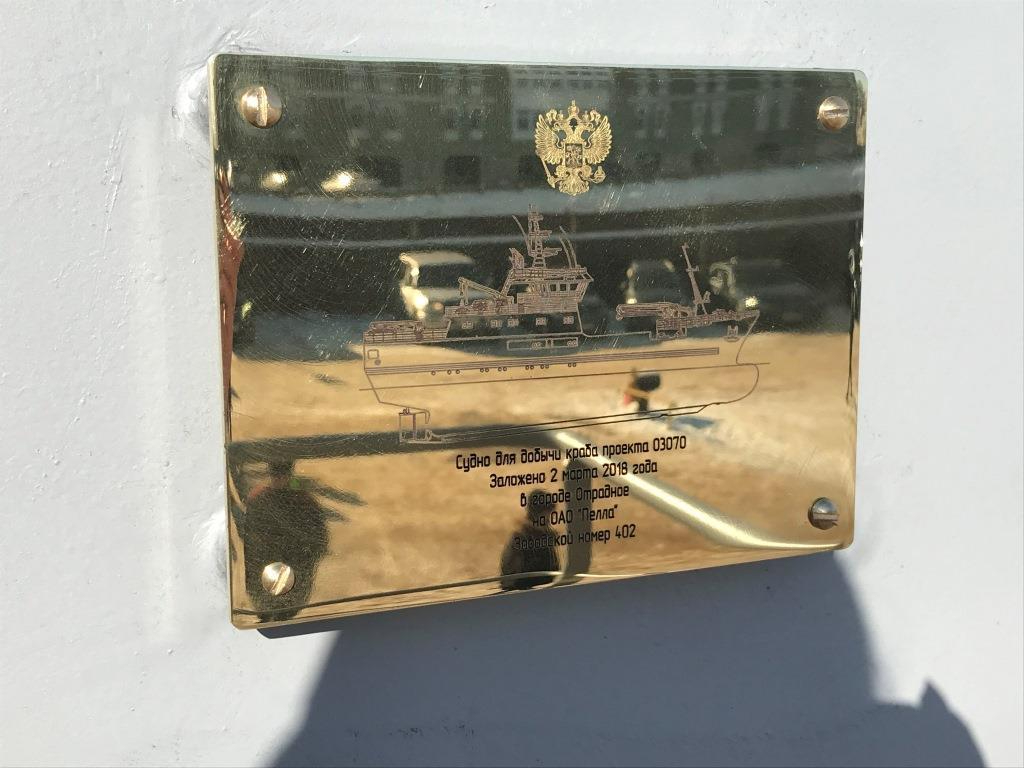 Судно для добычи краба проекта 03070
Заложено 2 марта 2018 года
в городе Отрадное
на ОАО "Пелла"
Заводской номер 402